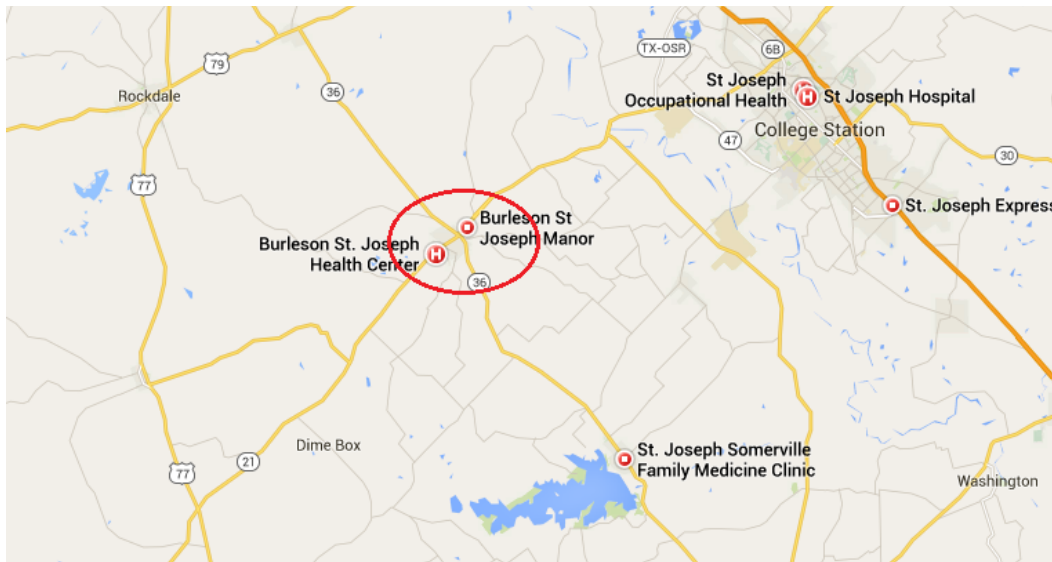 TX-OSR
6B
79
36
Rockdale
St Joseph
Occupational Health
St Joseph Hospital
College Station
47
30
77
St. Joseph Express
Burleson St
Joseph Manor
Burleson St. Joseph
Health Center
36
Dime Box
21
77
St. Joseph Somerville
Family Medicine Clinic
Washington